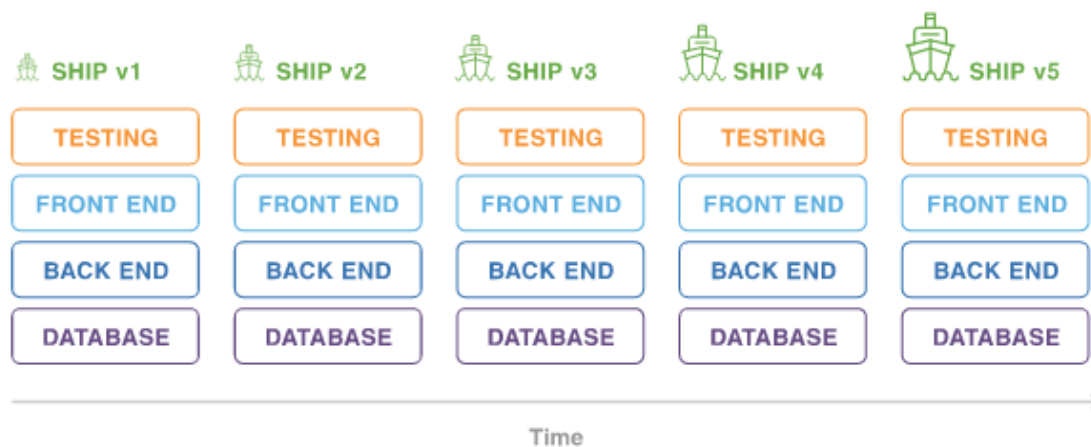 SHIP v1 SHIP v2 SHIP v3 SHIP v4 SHIP v5
TESTING TESTING TESTING TESTING TESTING
FRONT END FRONT END FRONT END FRONT END FRONT END
BACK END BACK END BACK END BACK END BACK END
DATABASE DATABASE DATABASE DATABASE DATABASE
Time